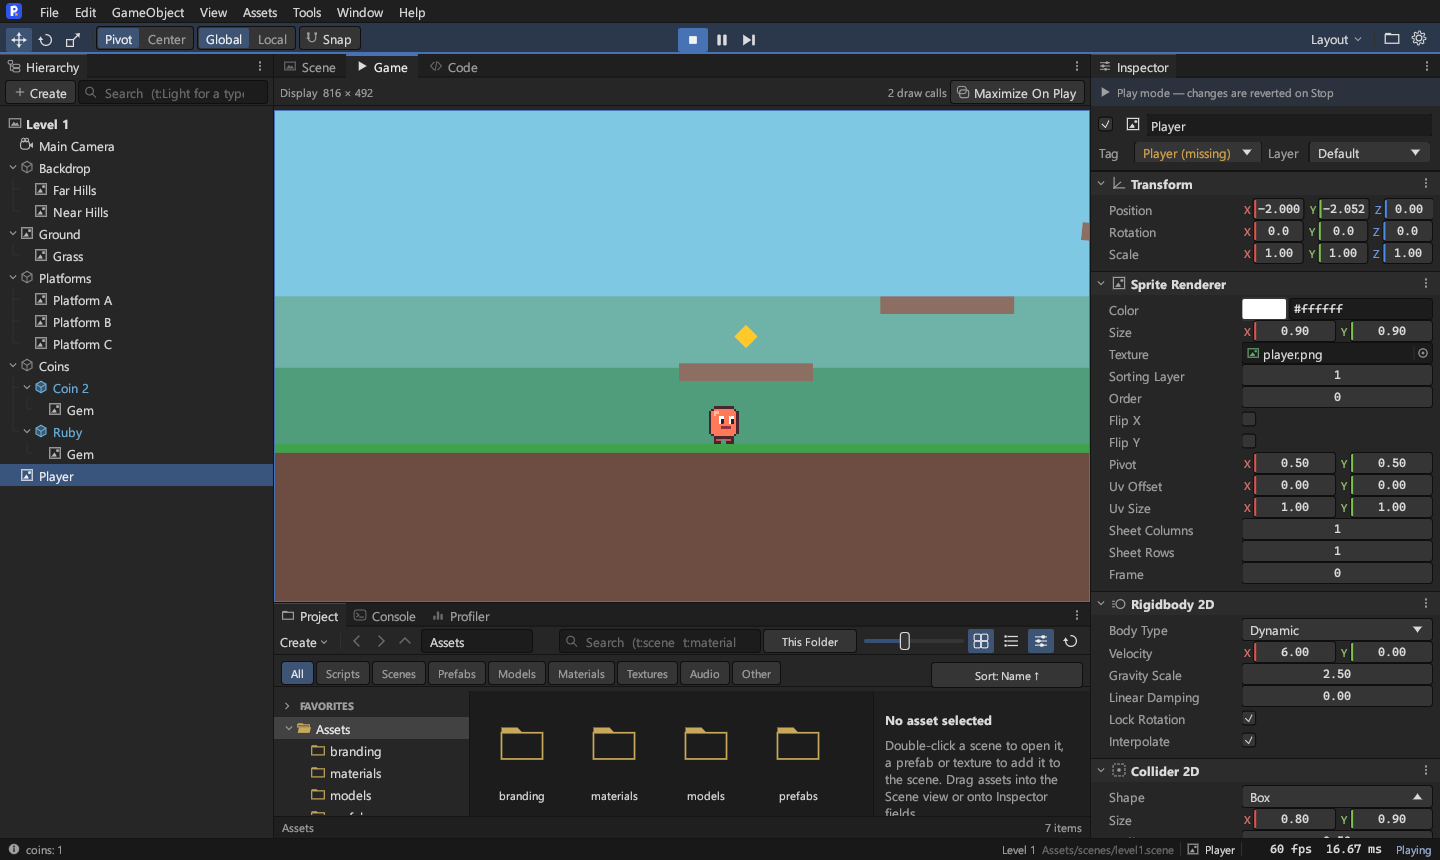 File Edit GameObject View Assets Tools Window Help
Pivot Center Global Local Snap Layout
Hierarchy
Create Search (t:Light for a type
Level 1
Main Camera
Backdrop
Far Hills
Near Hills
Ground
Grass
Platforms
Platform A
Platform B
Platform C
Coins
Coin 2
Gem
Ruby
Gem
Player
Scene Game Code
Display 816 × 492 2 draw calls Maximize On Play
Project Console Profiler
Create Assets Search (t:scene t:material This Folder
All Scripts Scenes Prefabs Models Materials Textures Audio Other Sort: Name ↑
FAVORITES
Assets
branding
materials
models
branding materials models prefabs
No asset selected
Double-click a scene to open it,
a prefab or texture to add it to
the scene. Drag assets into the
Scene view or onto Inspector
fields.
Assets 7 items
Inspector
Play mode — changes are reverted on Stop
Player
Tag Player (missing) Layer Default
Transform
Position X −2.000 Y −2.052 Z 0.00
Rotation X 0.0 Y 0.0 Z 0.0
Scale X 1.00 Y 1.00 Z 1.00
Sprite Renderer
Color #ffffff
Size X 0.90 Y 0.90
Texture player.png
Sorting Layer 1
Order 0
Flip X
Flip Y
Pivot X 0.50 Y 0.50
Uv Offset X 0.00 Y 0.00
Uv Size X 1.00 Y 1.00
Sheet Columns 1
Sheet Rows 1
Frame 0
Rigidbody 2D
Body Type Dynamic
Velocity X 6.00 Y 0.00
Gravity Scale 2.50
Linear Damping 0.00
Lock Rotation
Interpolate
Collider 2D
Shape Box
Size X 0.80 Y 0.90
coins: 1 Level 1 Assets/scenes/level1.scene Player 60 fps 16.67 ms Playing